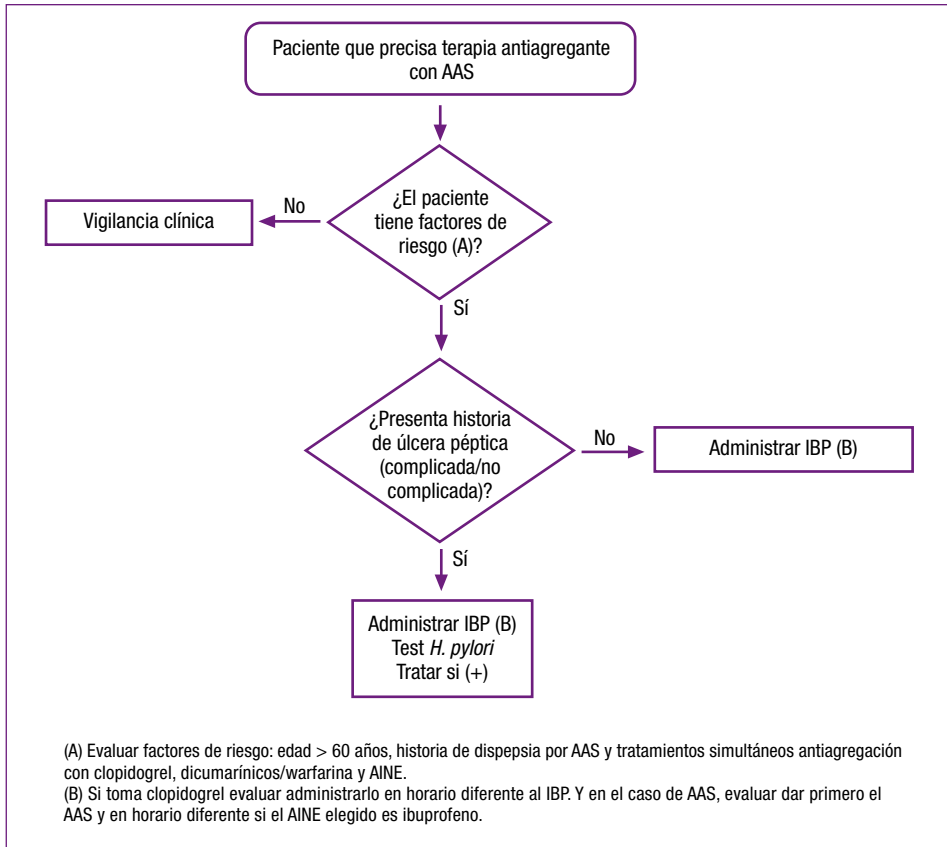 Paciente que precisa terapia antiagregante
con AAS
¿El paciente
tiene factores de
riesgo (A)?
No
Vigilancia clínica
Sí
¿Presenta historia
de úlcera péptica
(complicada/no
complicada)?
No
Administrar IBP (B)
Sí
Administrar IBP (B)
Test H. pylori
Tratar si (+)
(A) Evaluar factores de riesgo: edad > 60 años, historia de dispepsia por AAS y tratamientos simultáneos antiagregación
con clopidogrel, dicumarínicos/warfarina y AINE.
(B) Si toma clopidogrel evaluar administrarlo en horario diferente al IBP. Y en el caso de AAS, evaluar dar primero el
AAS y en horario diferente si el AINE elegido es ibuprofeno.